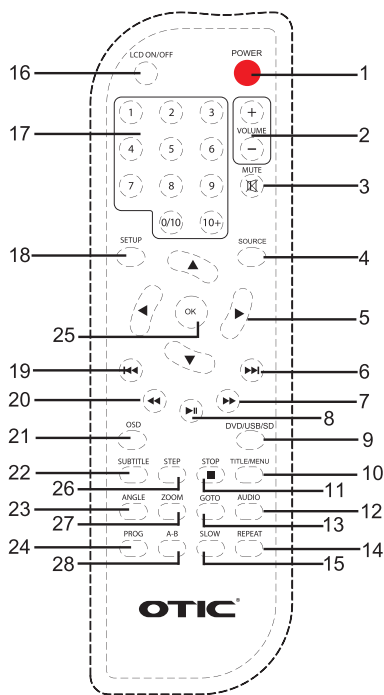 LCD ON/OFF POWER
16 1
17 1 2 3 + 2
VOLUME
4 5 6 −
MUTE
7 8 9 3
0/10 10+
SETUP SOURCE
18 4
OK 5
25
19 6
20 7
8
OSD DVD/USB/SD
21 9
SUBTITLE STEP STOP TITLE/MENU
22 10
26 11
ANGLE ZOOM GOTO AUDIO
23 12
27 13
PROG A-B SLOW REPEAT
24 14
28 15
OTIC®